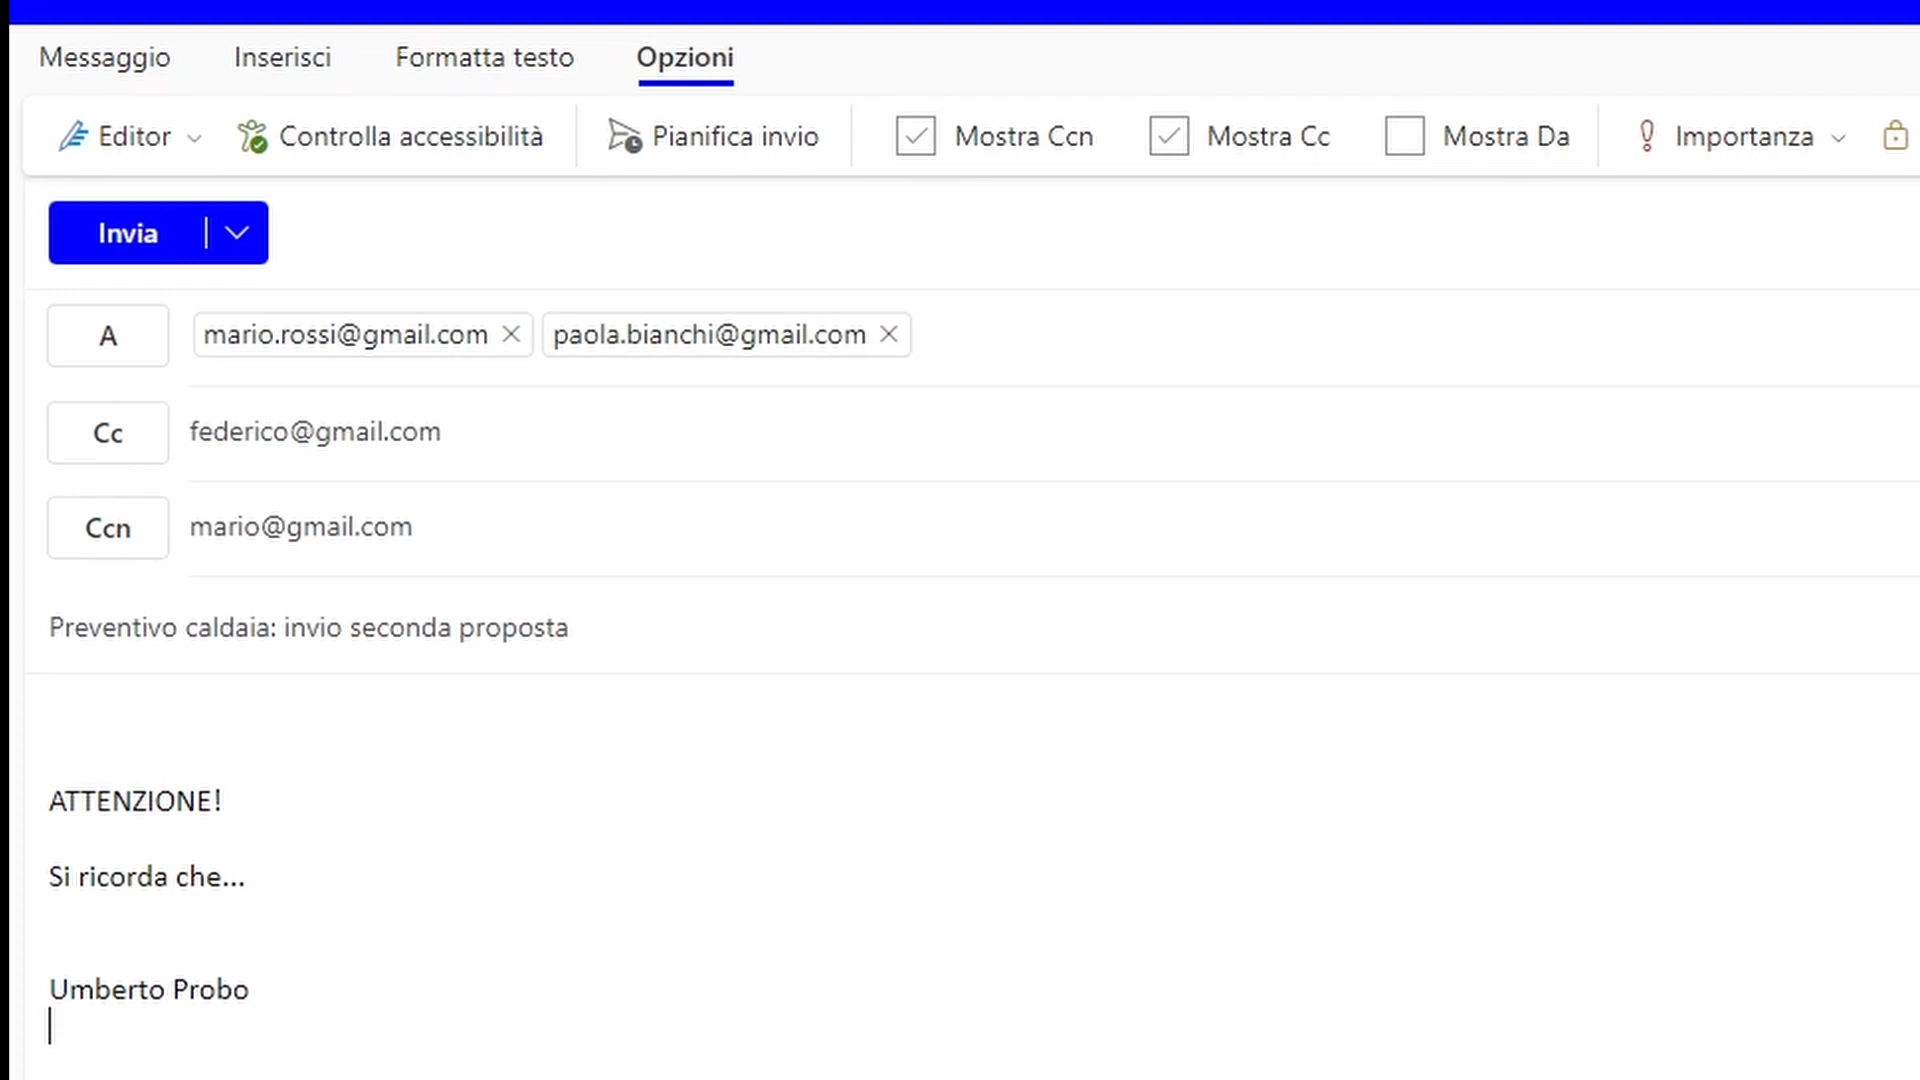 Messaggio Inserisci Formatta testo Opzioni
Editor Controlla accessibilità Pianifica invio Mostra Ccn Mostra Cc Mostra Da Importanza
Invia
A mario.rossi@gmail.com paola.bianchi@gmail.com
Cc federico@gmail.com
Ccn mario@gmail.com
Preventivo caldaia: invio seconda proposta
ATTENZIONE!
Si ricorda che...
Umberto Probo